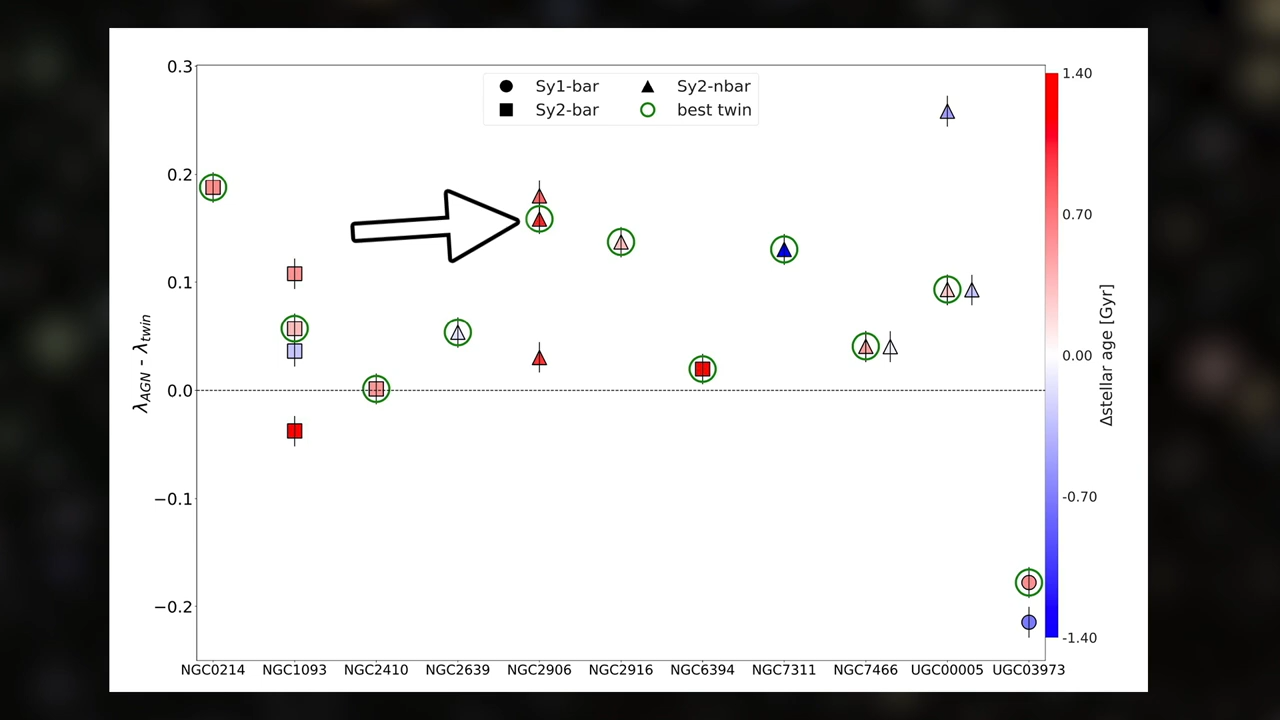 0.3
0.2
0.1
0.0
−0.1
−0.2
λAGN - λtwin
Sy1-bar
Sy2-nbar
Sy2-bar
best twin
NGC0214 NGC1093 NGC2410 NGC2639 NGC2906 NGC2916 NGC6394 NGC7311 NGC7466 UGC00005 UGC03973
1.40
0.70
0.00
-0.70
-1.40
Δstellar age [Gyr]